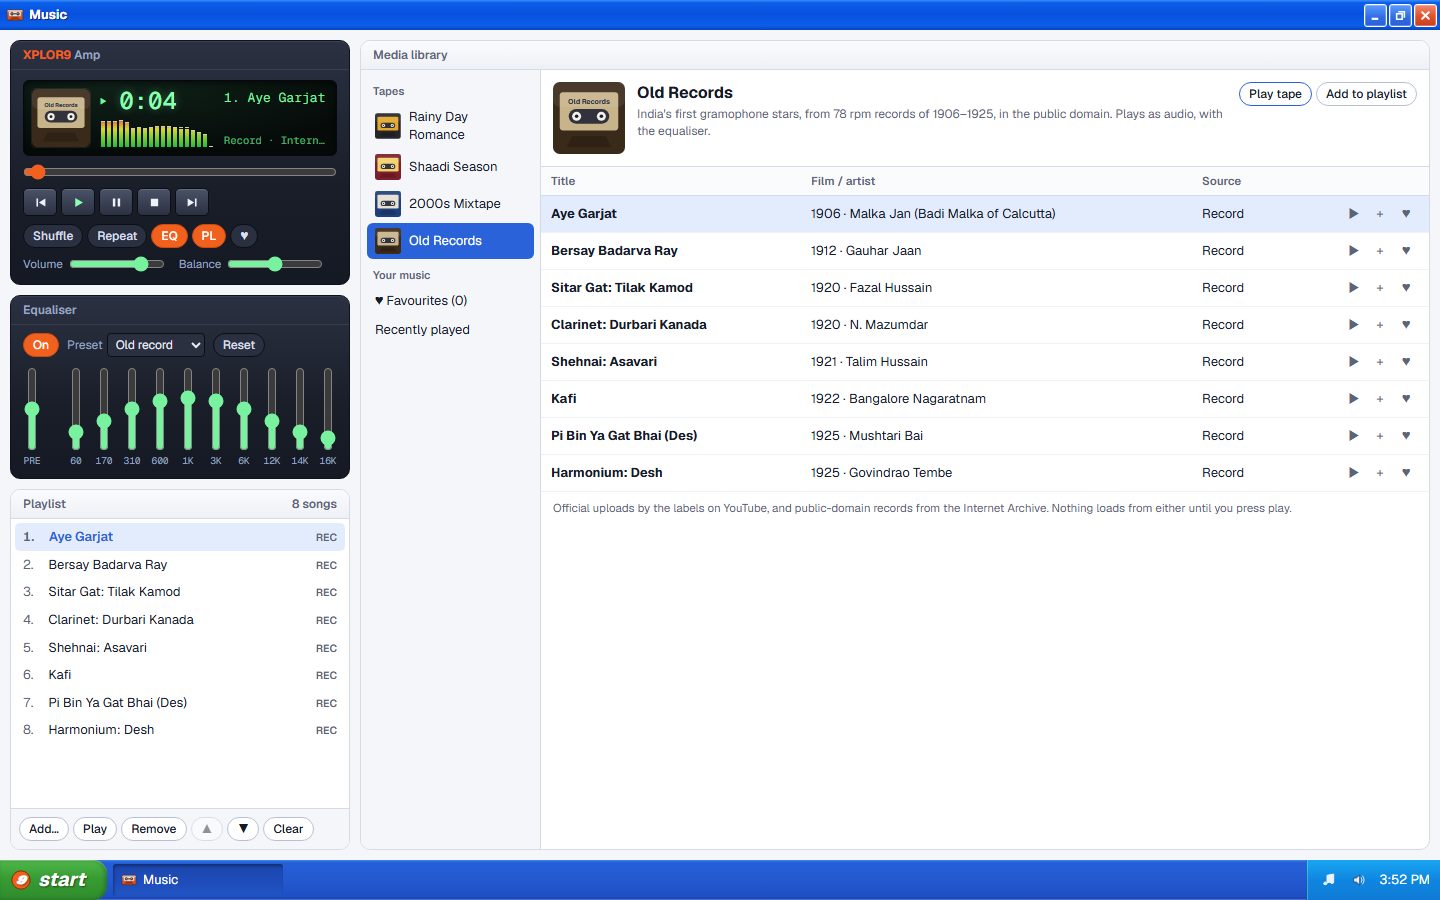 Music
XPLOR9 Amp
Old Records
0:04
1. Aye Garjat
Record · Intern...
Shuffle Repeat EQ PL ♥
Volume Balance
Equaliser
On Preset Old record Reset
PRE 60 170 310 600 1K 3K 6K 12K 14K 16K
Playlist 8 songs
1. Aye Garjat REC
2. Bersay Badarva Ray REC
3. Sitar Gat: Tilak Kamod REC
4. Clarinet: Durbari Kanada REC
5. Shehnai: Asavari REC
6. Kafi REC
7. Pi Bin Ya Gat Bhai (Des) REC
8. Harmonium: Desh REC
Add... Play Remove ▲ ▼ Clear
Media library
Tapes
Rainy Day
Romance
Shaadi Season
2000s Mixtape
Old Records
Your music
♥ Favourites (0)
Recently played
Old Records
Old Records
India's first gramophone stars, from 78 rpm records of 1906–1925, in the public domain. Plays as audio, with
the equaliser.
Play tape Add to playlist
Title Film / artist Source
Aye Garjat 1906 · Malka Jan (Badi Malka of Calcutta) Record
Bersay Badarva Ray 1912 · Gauhar Jaan Record
Sitar Gat: Tilak Kamod 1920 · Fazal Hussain Record
Clarinet: Durbari Kanada 1920 · N. Mazumdar Record
Shehnai: Asavari 1921 · Talim Hussain Record
Kafi 1922 · Bangalore Nagaratnam Record
Pi Bin Ya Gat Bhai (Des) 1925 · Mushtari Bai Record
Harmonium: Desh 1925 · Govindrao Tembe Record
Official uploads by the labels on YouTube, and public-domain records from the Internet Archive. Nothing loads from either until you press play.
start Music 3:52 PM